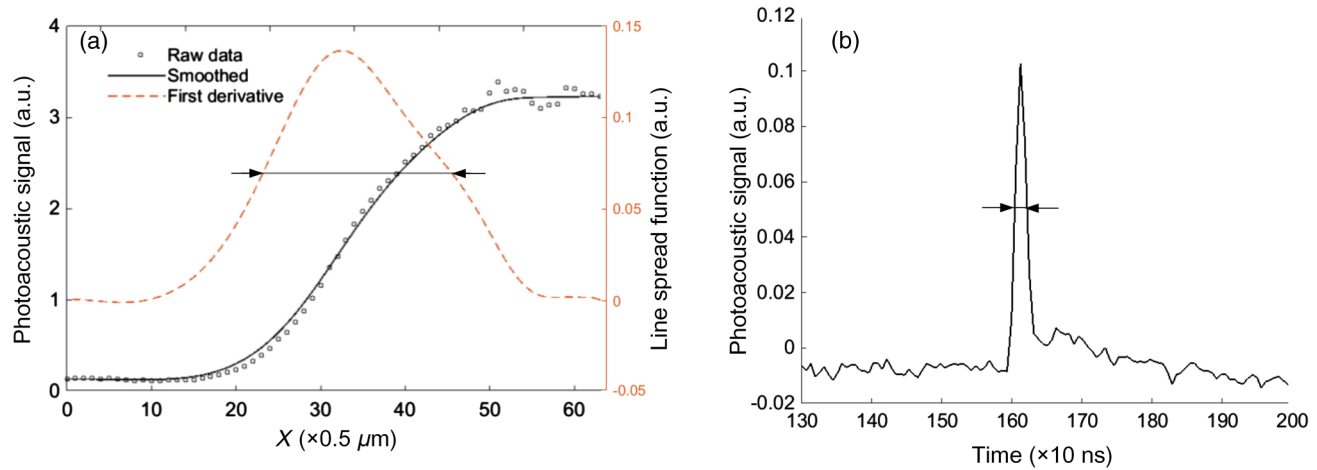 (a)
Raw data
Smoothed
First derivative
Photoacoustic signal (a.u.)
4
3
2
1
0
0 10 20 30 40 50 60
X (×0.5 µm)
0.15
0.10
0.05
0
-0.05
Line spread function (a.u.)
(b)
Photoacoustic signal (a.u.)
0.12
0.1
0.08
0.06
0.04
0.02
0
-0.02
130 140 150 160 170 180 190 200
Time (×10 ns)